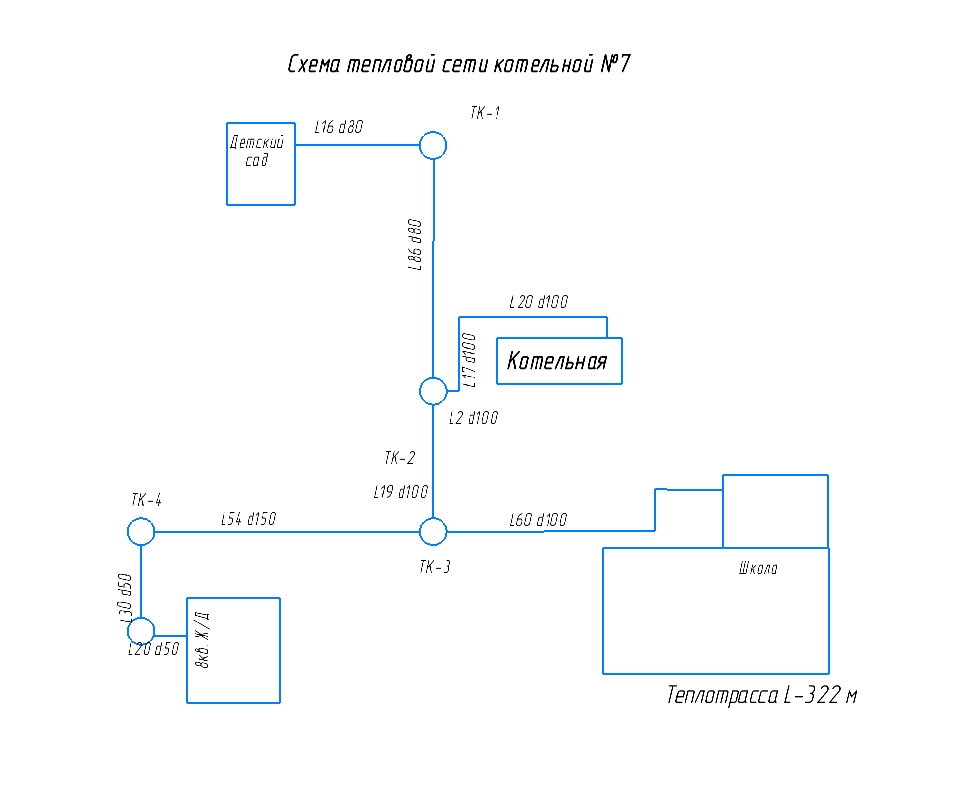 Схема тепловой сети котельной №7
ТК-1
L16 d80
Детский
сад
L86 d80
L20 d100
L17 d100
Котельная
L2 d100
ТК-2
L19 d100
ТК-4
L54 d150
L60 d100
ТК-3
Школа
L30 d50
L20 d50
8кв. Ж/Д
Теплотрасса L-322 м